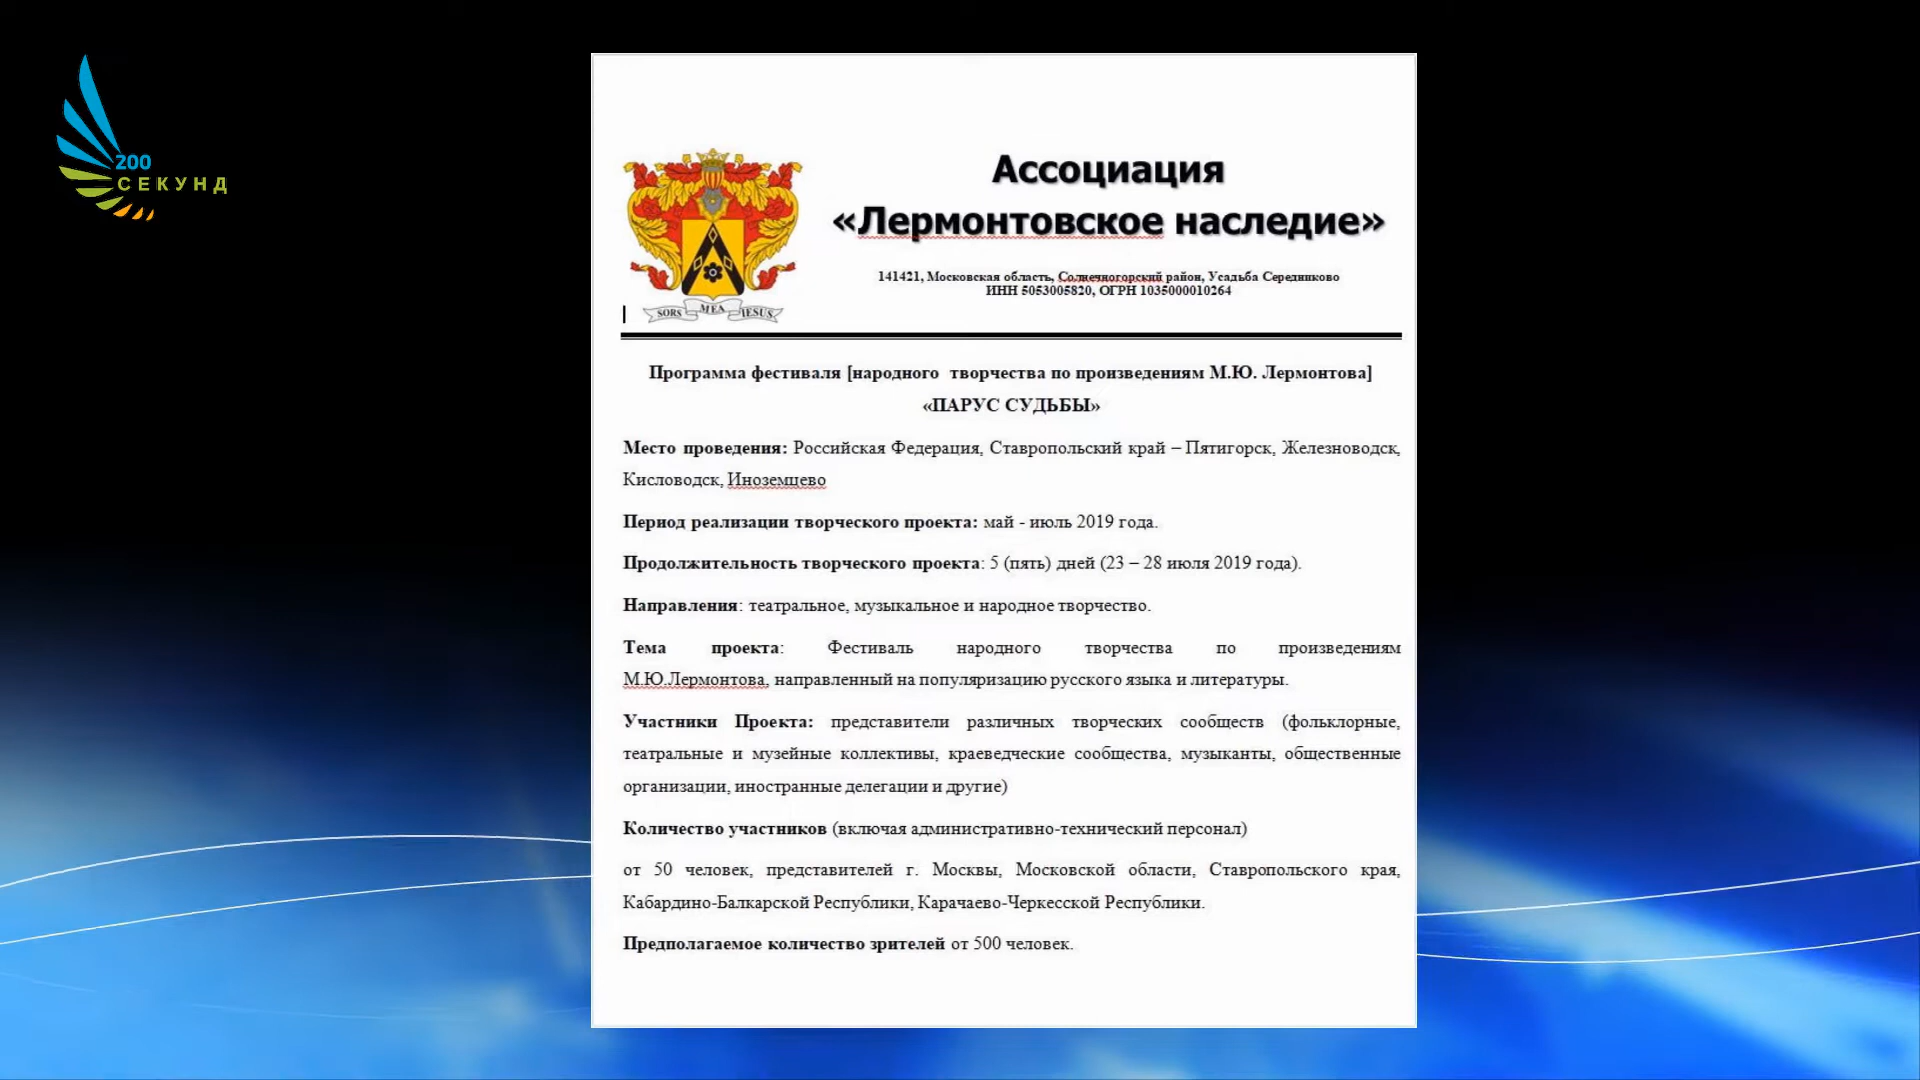 200
СЕКУНД
Ассоциация
«Лермонтовское наследие»
141421, Московская область, Солнечногорский район, Усадьба Середниково
ИНН 5053005820, ОГРН 1035000010264
SORS MEA IESUS
Программа фестиваля [народного творчества по произведениям М.Ю. Лермонтова]
«ПАРУС СУДЬБЫ»
Место проведения: Российская Федерация, Ставропольский край – Пятигорск, Железноводск,
Кисловодск, Иноземцево
Период реализации творческого проекта: май - июль 2019 года.
Продолжительность творческого проекта: 5 (пять) дней (23 – 28 июля 2019 года).
Направления: театральное, музыкальное и народное творчество.
Тема проекта: Фестиваль народного творчества по произведениям
М.Ю.Лермонтова, направленный на популяризацию русского языка и литературы.
Участники Проекта: представители различных творческих сообществ (фольклорные,
театральные и музейные коллективы, краеведческие сообщества, музыканты, общественные
организации, иностранные делегации и другие)
Количество участников (включая административно-технический персонал)
от 50 человек, представителей г. Москвы, Московской области, Ставропольского края,
Кабардино-Балкарской Республики, Карачаево-Черкесской Республики.
Предполагаемое количество зрителей от 500 человек.